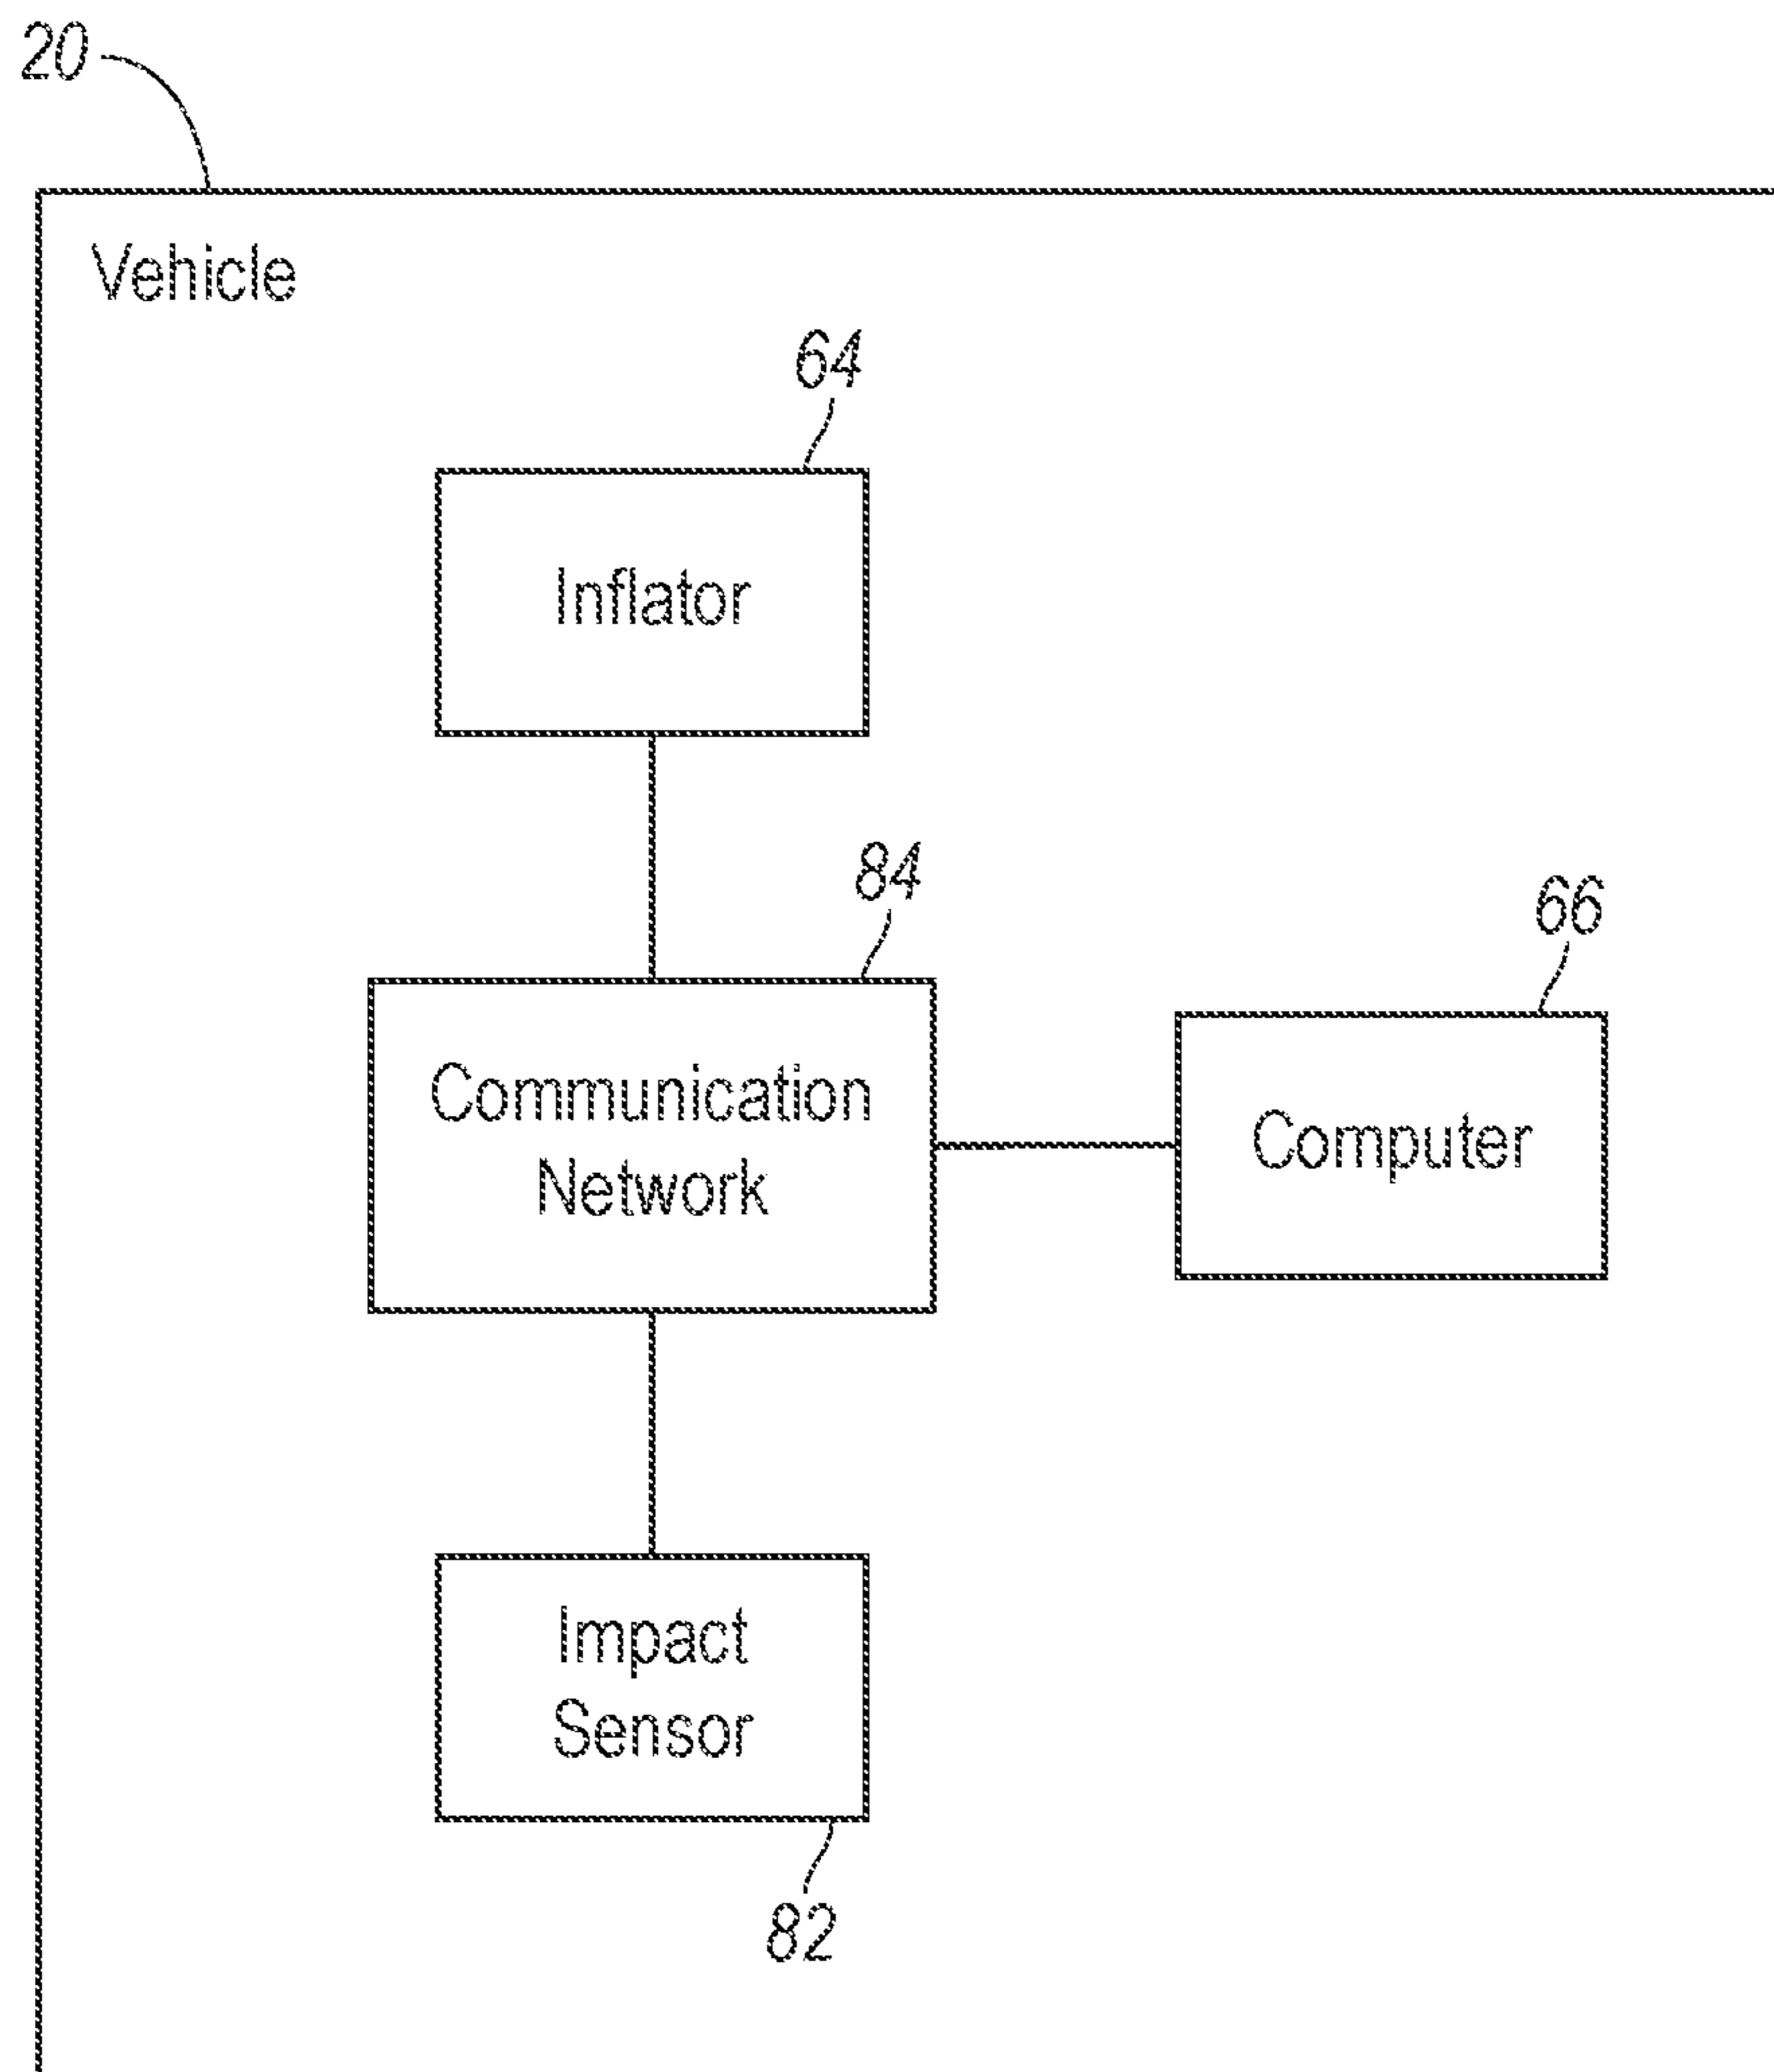 20
Vehicle
64
Inflator
84
66
Communication
Network
Computer
Impact
Sensor
82